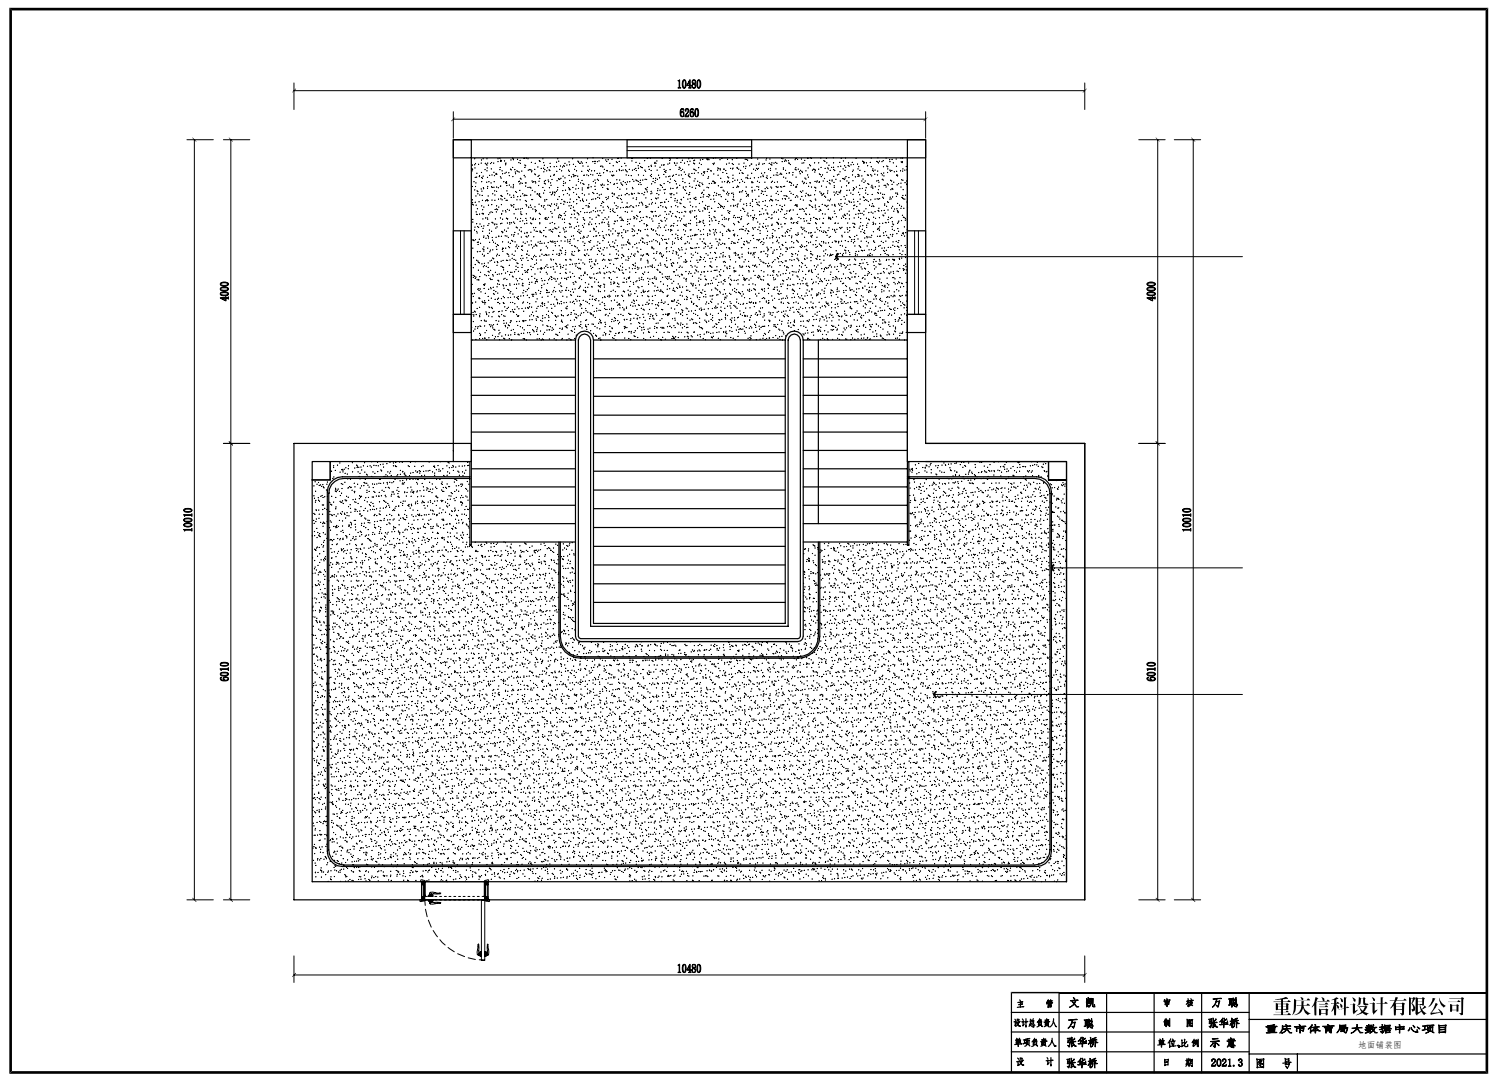 10480
6260
4000
4000
10010
10010
6010
6010
10480
主 管 文 凯 审 核 万 聪 重庆信科设计有限公司
设计总负责人 万 聪 制 图 张华桥 重庆市体育局大数据中心项目
单项负责人 张华桥 单位、比例 示 意 地面铺装图
设 计 张华桥 日 期 2021.3 图 号